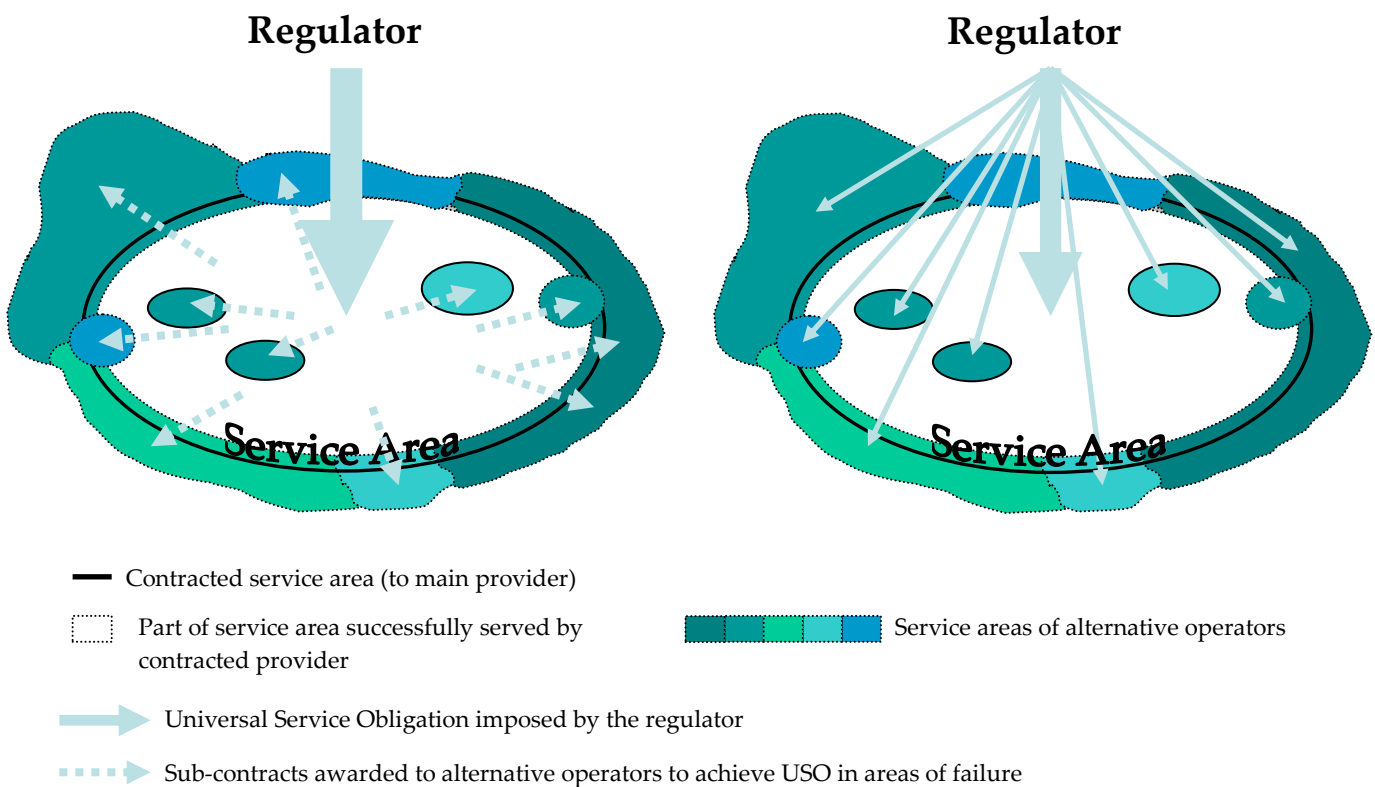 Regulator
Regulator
Service Area
Service Area
Contracted service area (to main provider)
Part of service area successfully served by
contracted provider
Service areas of alternative operators
Universal Service Obligation imposed by the regulator
Sub-contracts awarded to alternative operators to achieve USO in areas of failure